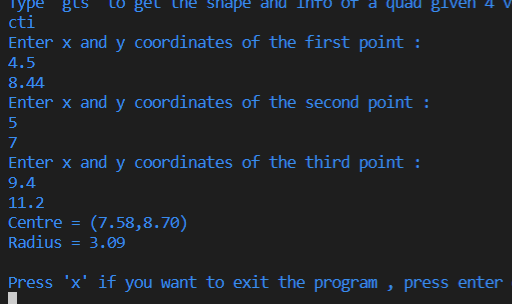 Type 'gts' to get the shape and info of a quad given 4 v
cti
Enter x and y coordinates of the first point :
4.5
8.44
Enter x and y coordinates of the second point :
5
7
Enter x and y coordinates of the third point :
9.4
11.2
Centre = (7.58,8.70)
Radius = 3.09
Press 'x' if you want to exit the program , press enter